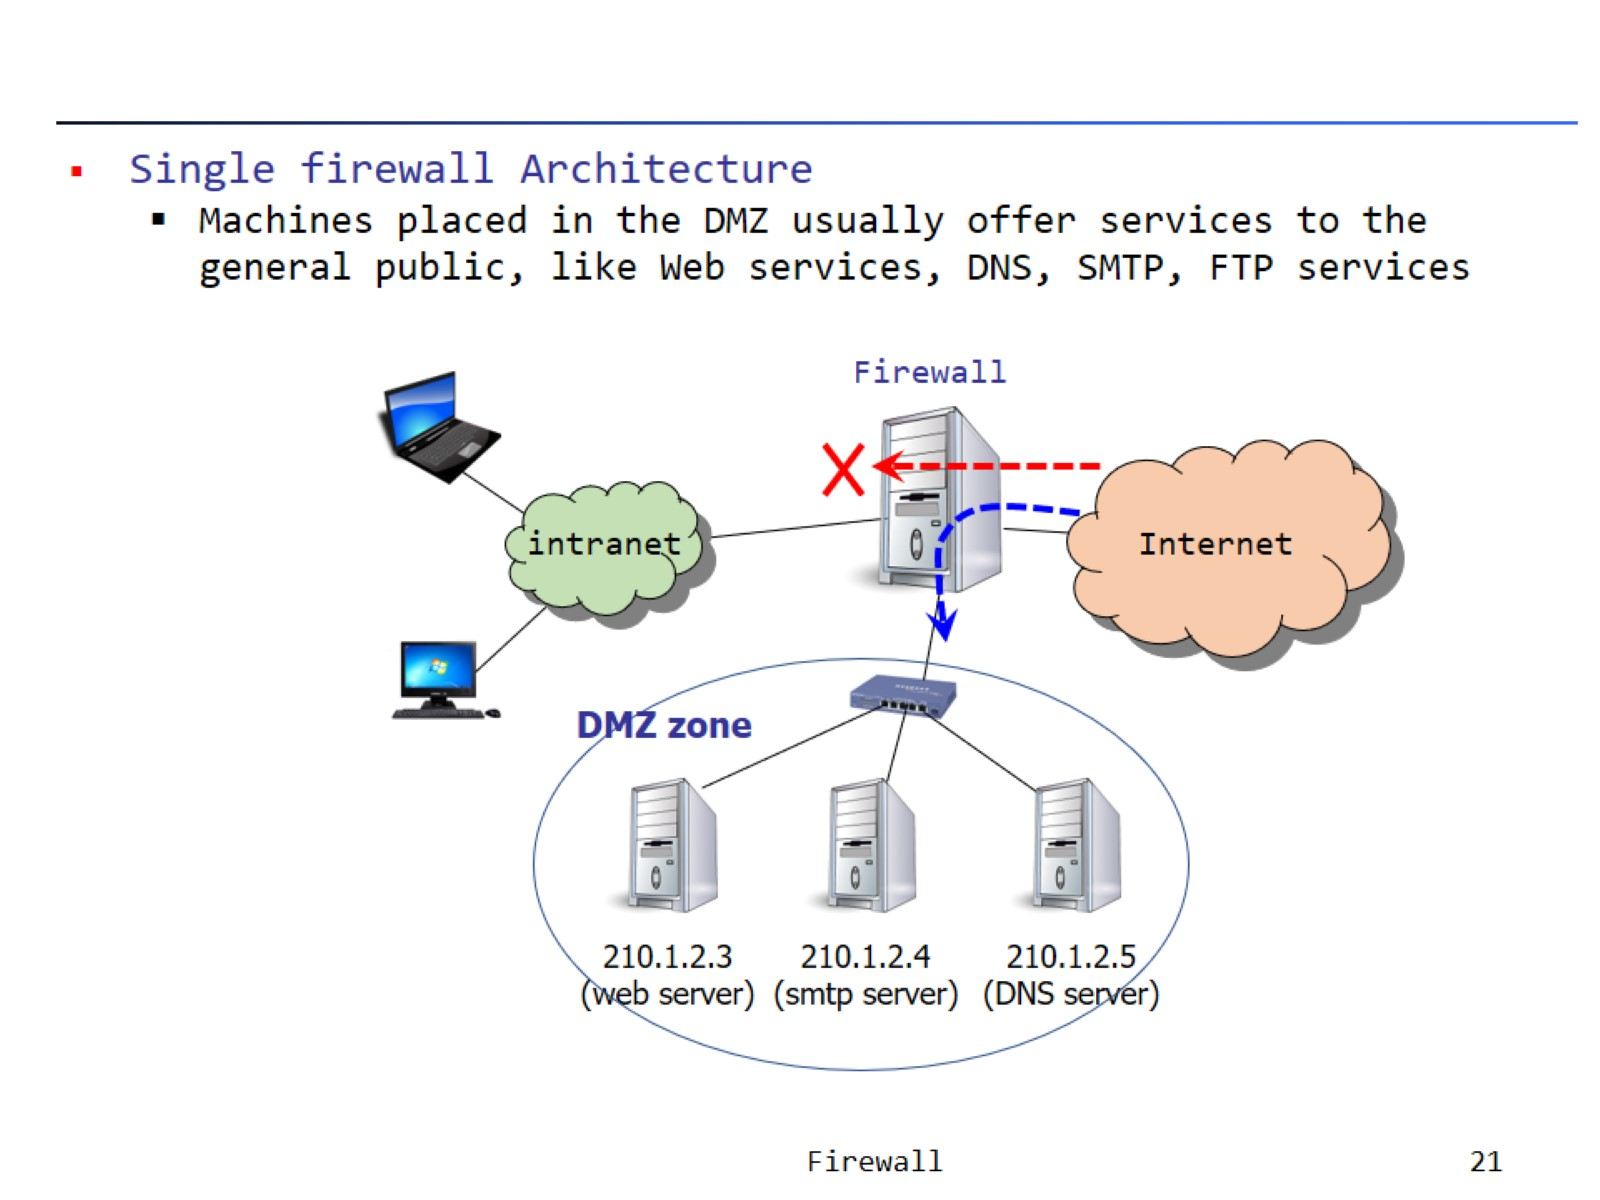 Single firewall Architecture
Machines placed in the DMZ usually offer services to the
general public, like Web services, DNS, SMTP, FTP services
Firewall
intranet
Internet
DMZ zone
210.1.2.3
(web server)
210.1.2.4
(smtp server)
210.1.2.5
(DNS server)
Firewall
21